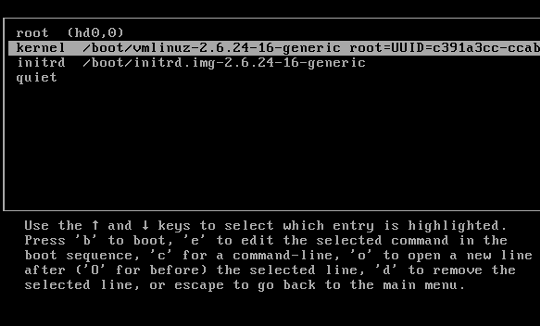 root  (hd0,0)
kernel  /boot/vmlinuz-2.6.24-16-generic root=UUID=c391a3cc-ccab
initrd  /boot/initrd.img-2.6.24-16-generic
quiet
Use the ↑ and ↓ keys to select which entry is highlighted.
Press 'b' to boot, 'e' to edit the selected command in the
boot sequence, 'c' for a command-line, 'o' to open a new line
after ('O' for before) the selected line, 'd' to remove the
selected line, or escape to go back to the main menu.